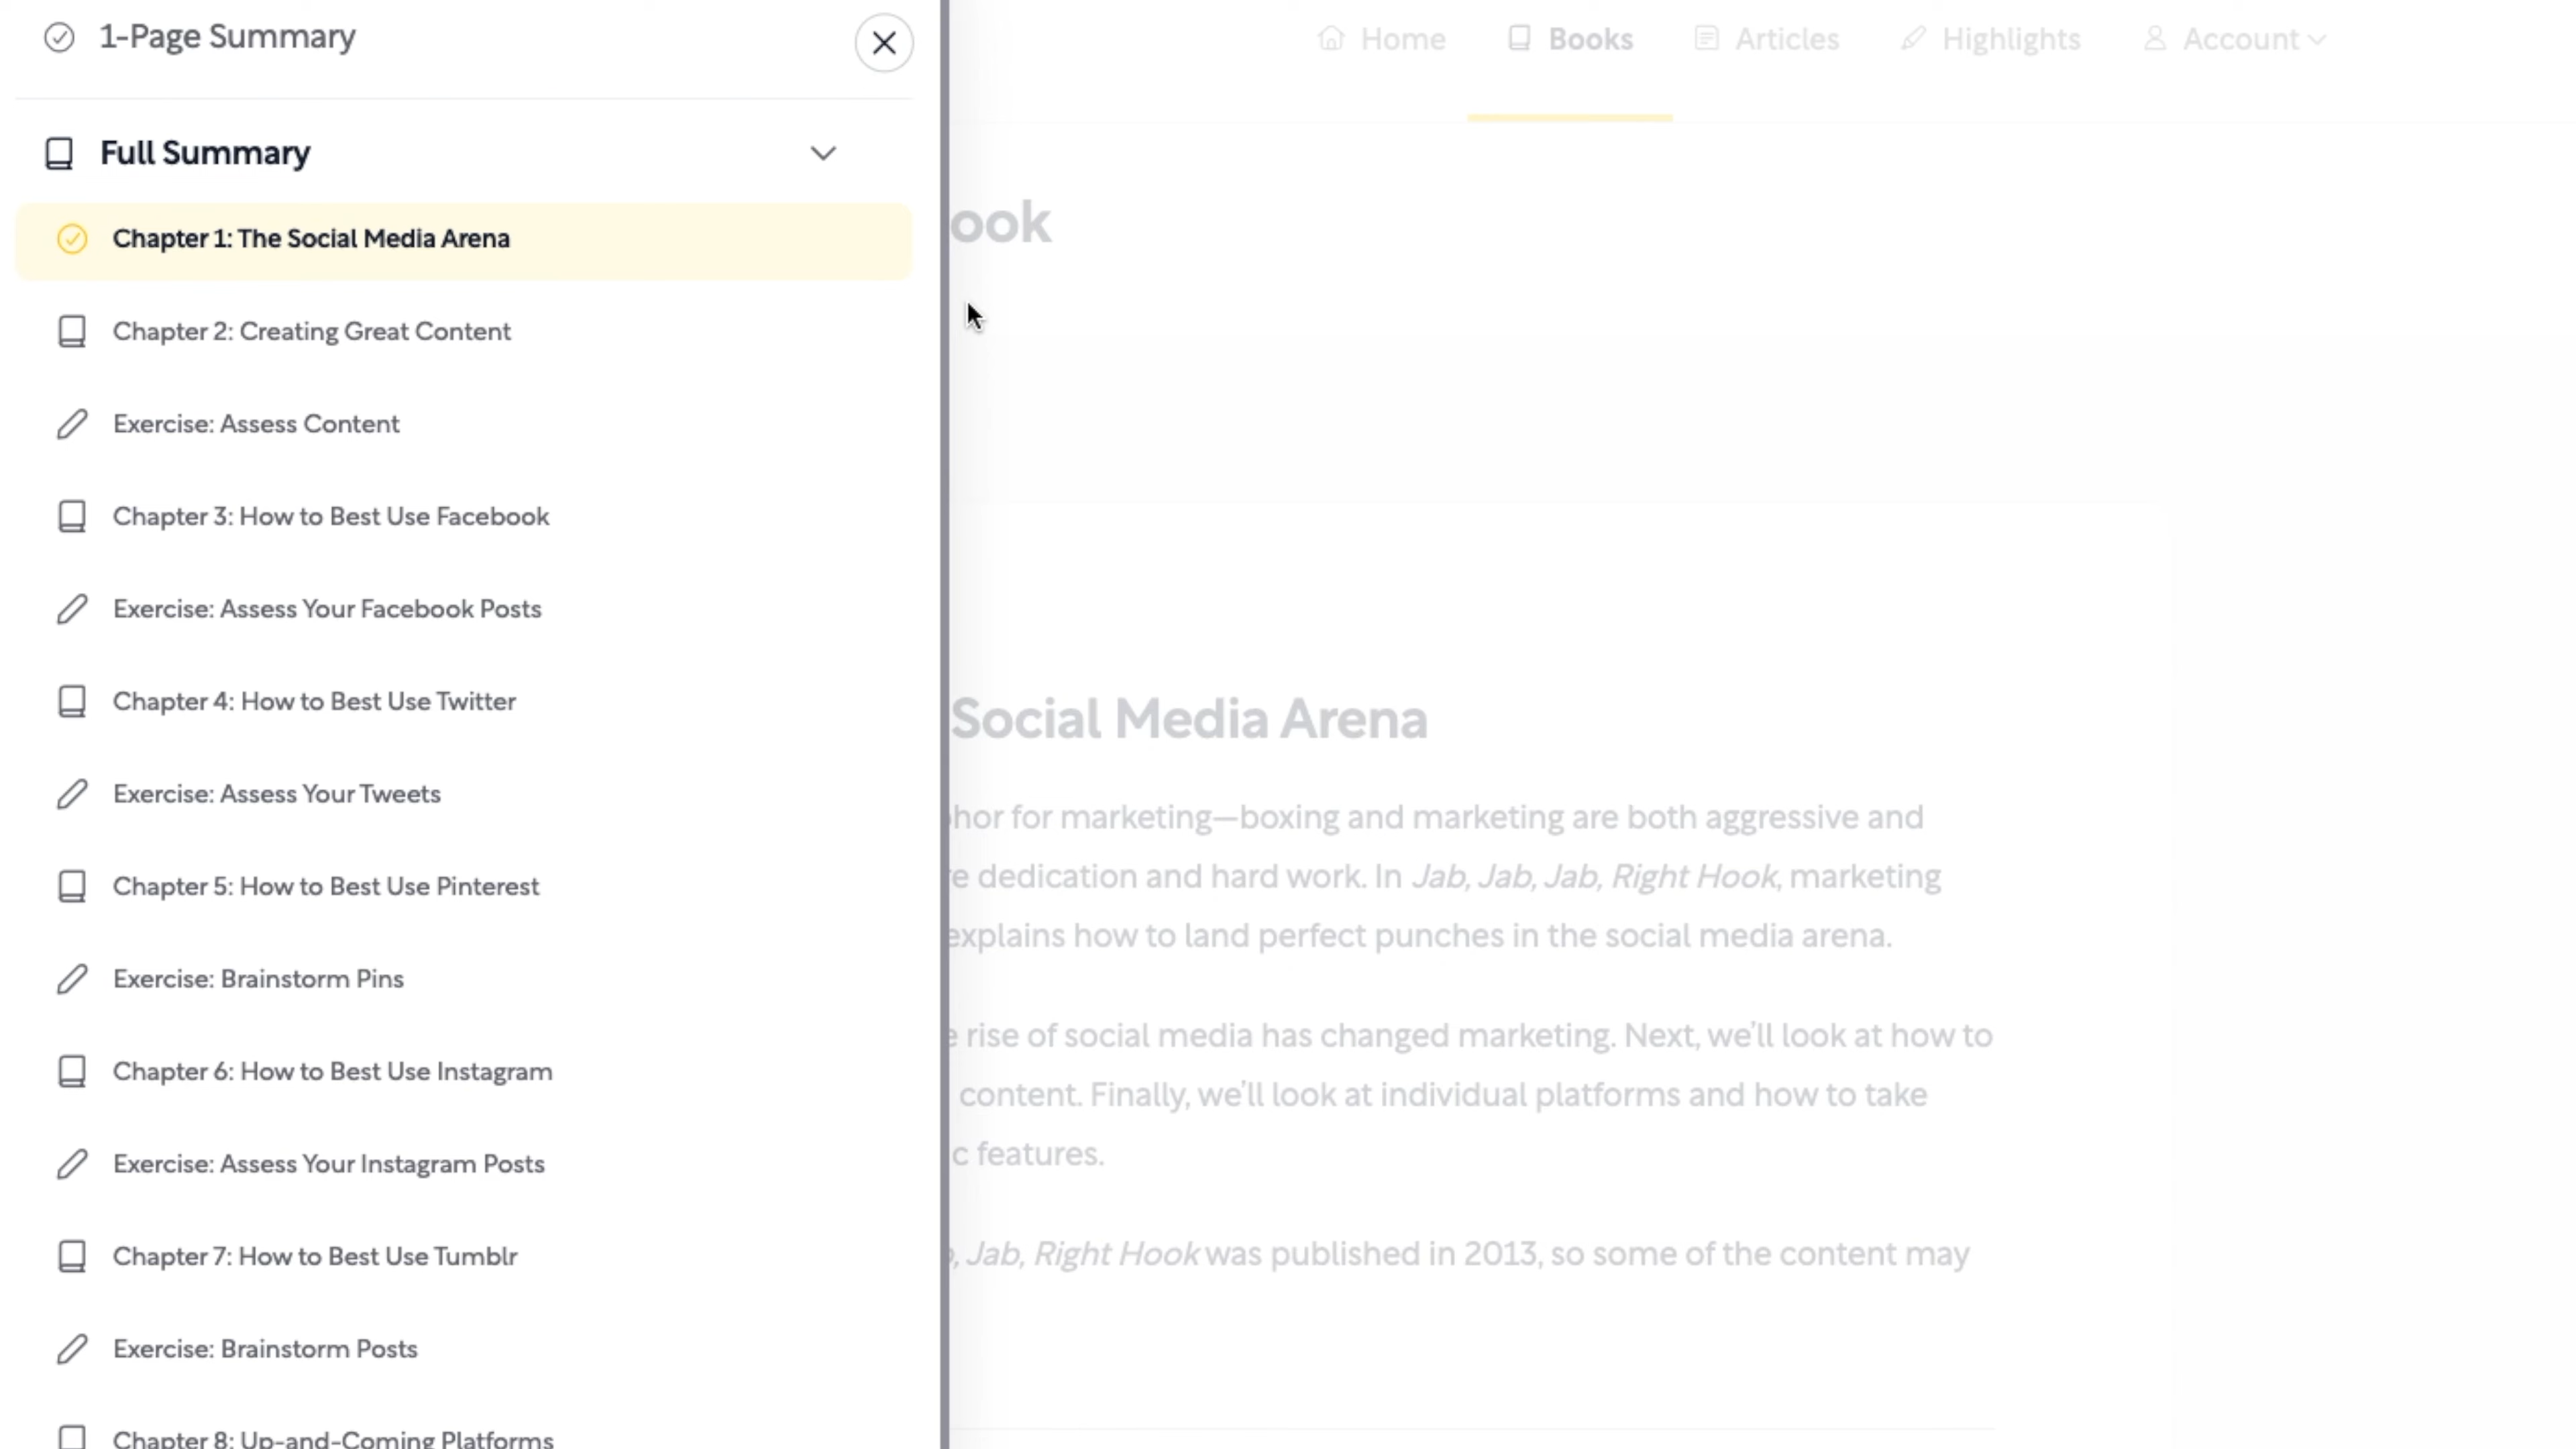 1-Page Summary
Full Summary
Chapter 1: The Social Media Arena
Chapter 2: Creating Great Content
Exercise: Assess Content
Chapter 3: How to Best Use Facebook
Exercise: Assess Your Facebook Posts
Chapter 4: How to Best Use Twitter
Exercise: Assess Your Tweets
Chapter 5: How to Best Use Pinterest
Exercise: Brainstorm Pins
Chapter 6: How to Best Use Instagram
Exercise: Assess Your Instagram Posts
Chapter 7: How to Best Use Tumblr
Exercise: Brainstorm Posts
Chapter 8: Up-and-Coming Platforms
Home Books Articles Highlights Account
ook
Social Media Arena
hor for marketing—boxing and marketing are both aggressive and
e dedication and hard work. In Jab, Jab, Jab, Right Hook, marketing
explains how to land perfect punches in the social media arena.
e rise of social media has changed marketing. Next, we'll look at how to
content. Finally, we'll look at individual platforms and how to take
c features.
, Jab, Right Hook was published in 2013, so some of the content may